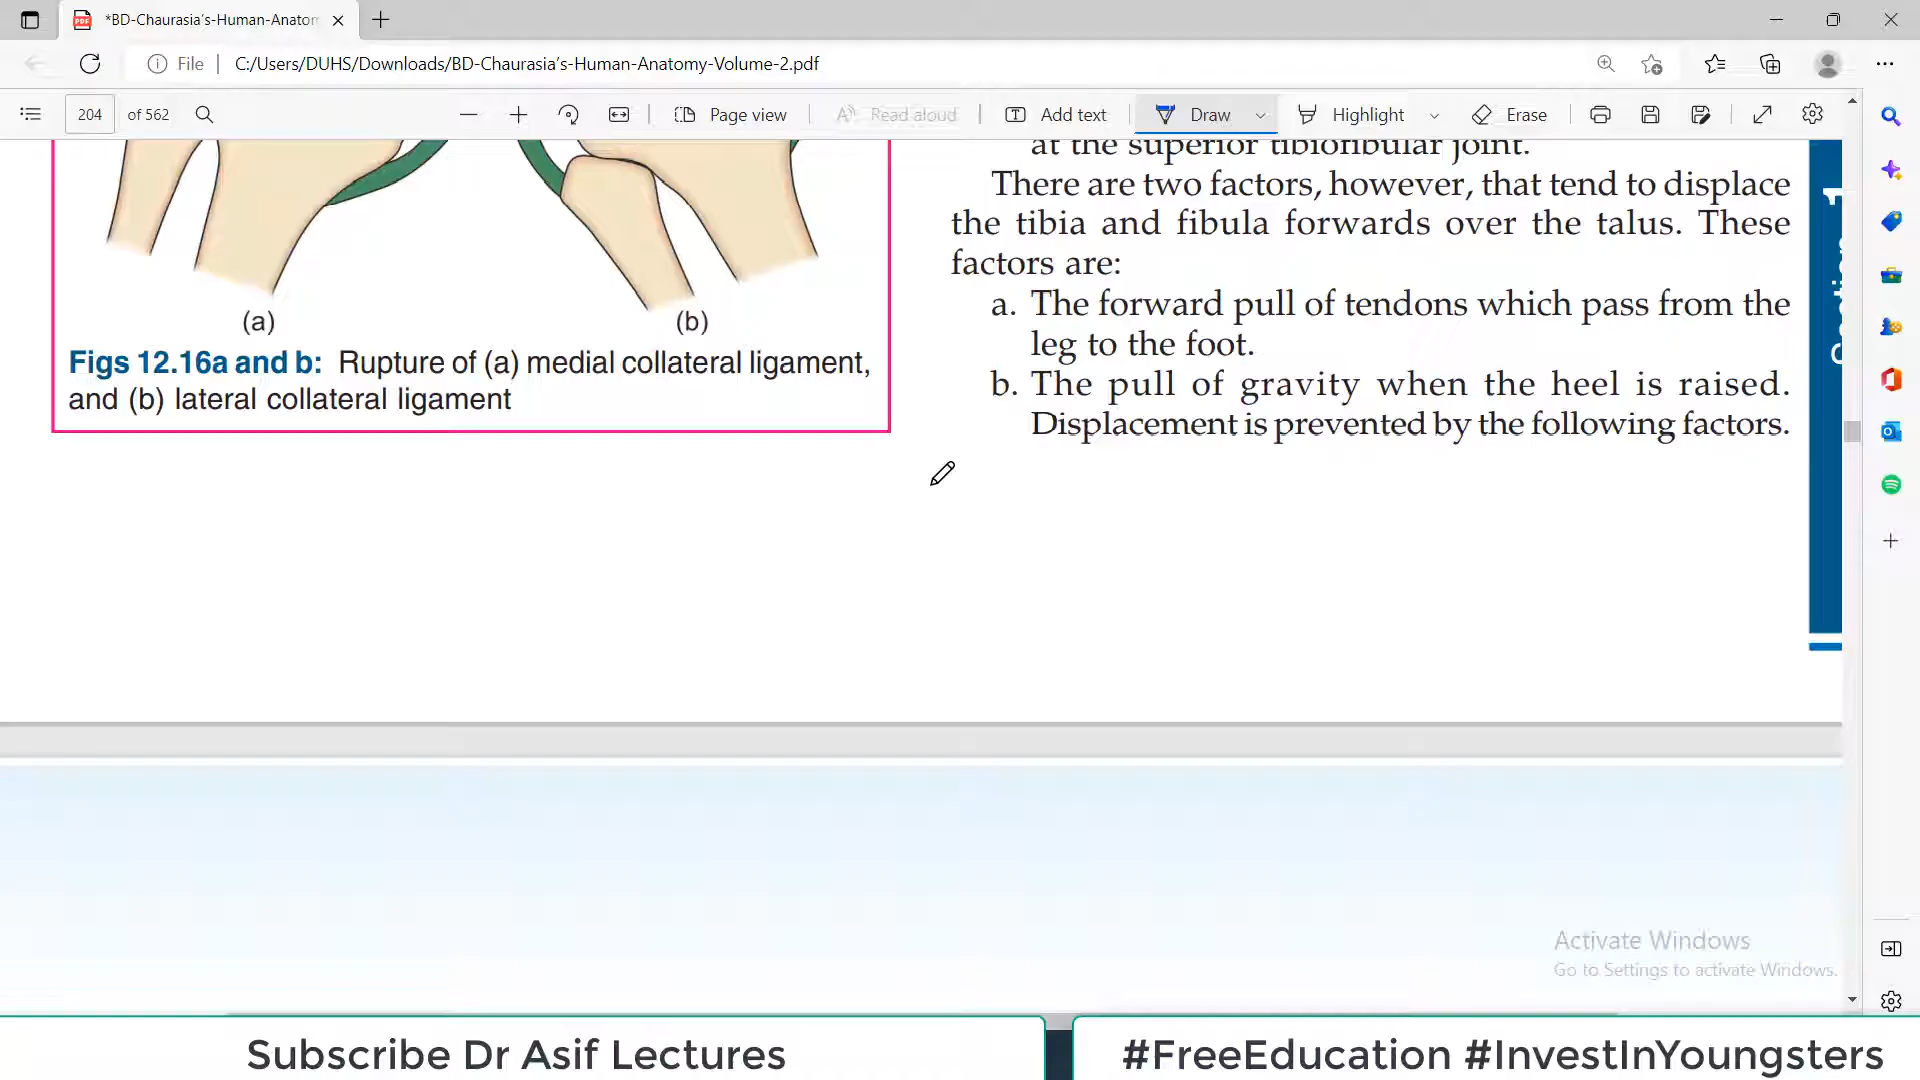 *BD-Chaurasia's-Human-Anatom
File
C:/Users/DUHS/Downloads/BD-Chaurasia's-Human-Anatomy-Volume-2.pdf
204 of 562
Page view
Read aloud
Add text
Draw
Highlight
Erase
(a)
(b)
Figs 12.16a and b: Rupture of (a) medial collateral ligament,
and (b) lateral collateral ligament
at the superior tibiofibular joint.
There are two factors, however, that tend to displace
the tibia and fibula forwards over the talus. These
factors are:
a. The forward pull of tendons which pass from the
leg to the foot.
b. The pull of gravity when the heel is raised.
Displacement is prevented by the following factors.
1
Activate Windows
Go to Settings to activate Windows.
Subscribe Dr Asif Lectures
#FreeEducation #InvestInYoungsters